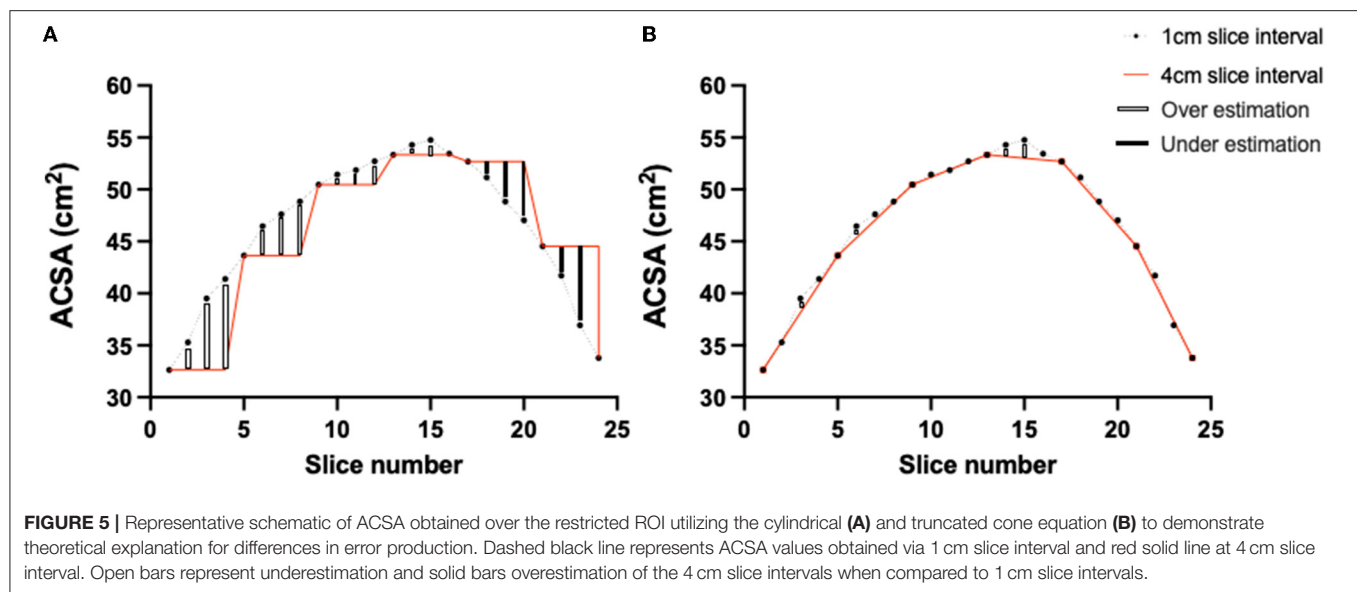 A
B
1cm slice interval
4cm slice interval
Over estimation
Under estimation
60
55
50
45
40
35
30
ACSA (cm²)
0 5 10 15 20 25
Slice number
60
55
50
45
40
35
30
ACSA (cm²)
0 5 10 15 20 25
Slice number
FIGURE 5 | Representative schematic of ACSA obtained over the restricted ROI utilizing the cylindrical (A) and truncated cone equation (B) to demonstrate
theoretical explanation for differences in error production. Dashed black line represents ACSA values obtained via 1 cm slice interval and red solid line at 4 cm slice
interval. Open bars represent underestimation and solid bars overestimation of the 4 cm slice intervals when compared to 1 cm slice intervals.